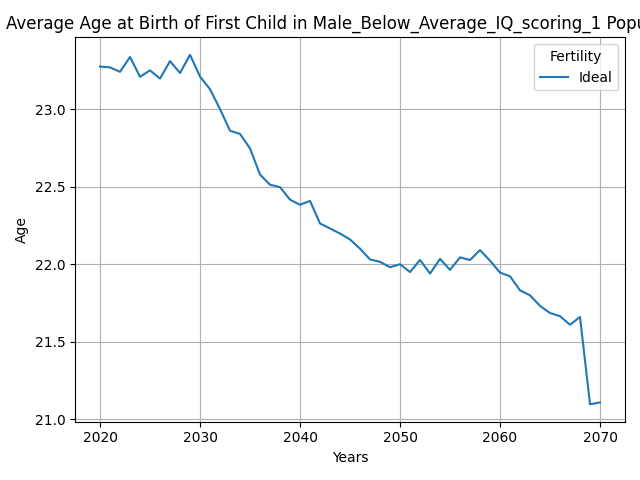 Average Age at Birth of First Child in Male_Below_Average_IQ_scoring_1 Popu
Fertility
Ideal
23.0
22.5
22.0
21.5
21.0
Age
2020 2030 2040 2050 2060 2070
Years